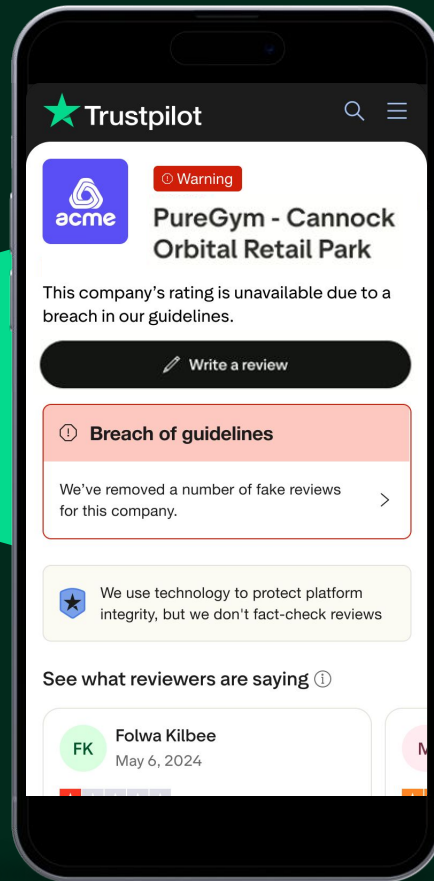 Trustpilot
acme
Warning
PureGym - Cannock
Orbital Retail Park
This company’s rating is unavailable due to a
breach in our guidelines.
Write a review
Breach of guidelines
We’ve removed a number of fake reviews
for this company.
We use technology to protect platform
integrity, but we don't fact-check reviews
See what reviewers are saying
FK
Folwa Kilbee
May 6, 2024